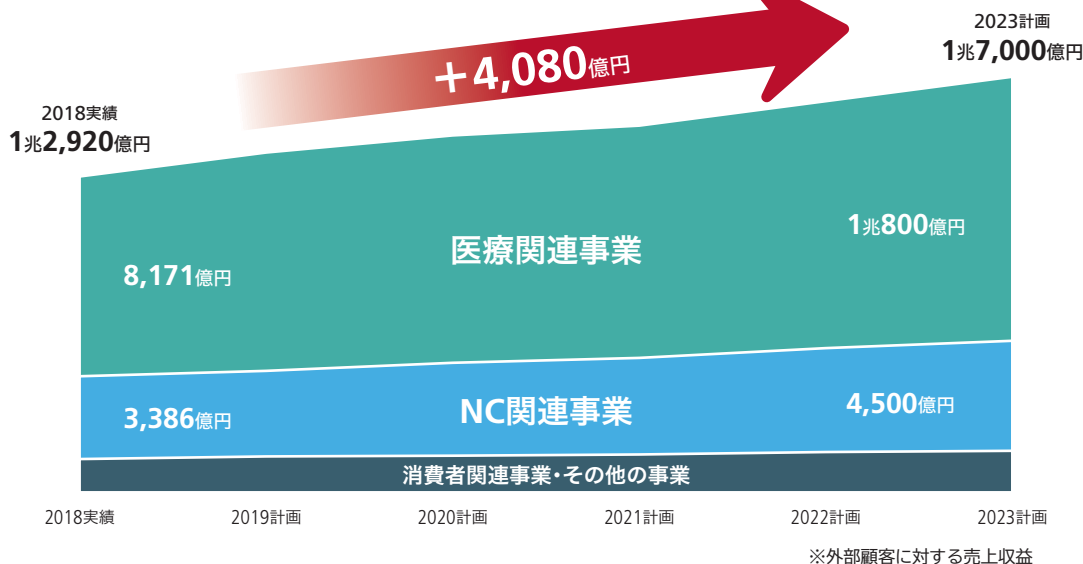 2023計画
1兆7,000億円
+4,080億円
2018実績
1兆2,920億円
1兆800億円
医療関連事業
8,171億円
NC関連事業
4,500億円
3,386億円
消費者関連事業・その他の事業
2018実績 2019計画 2020計画 2021計画 2022計画 2023計画
※外部顧客に対する売上収益